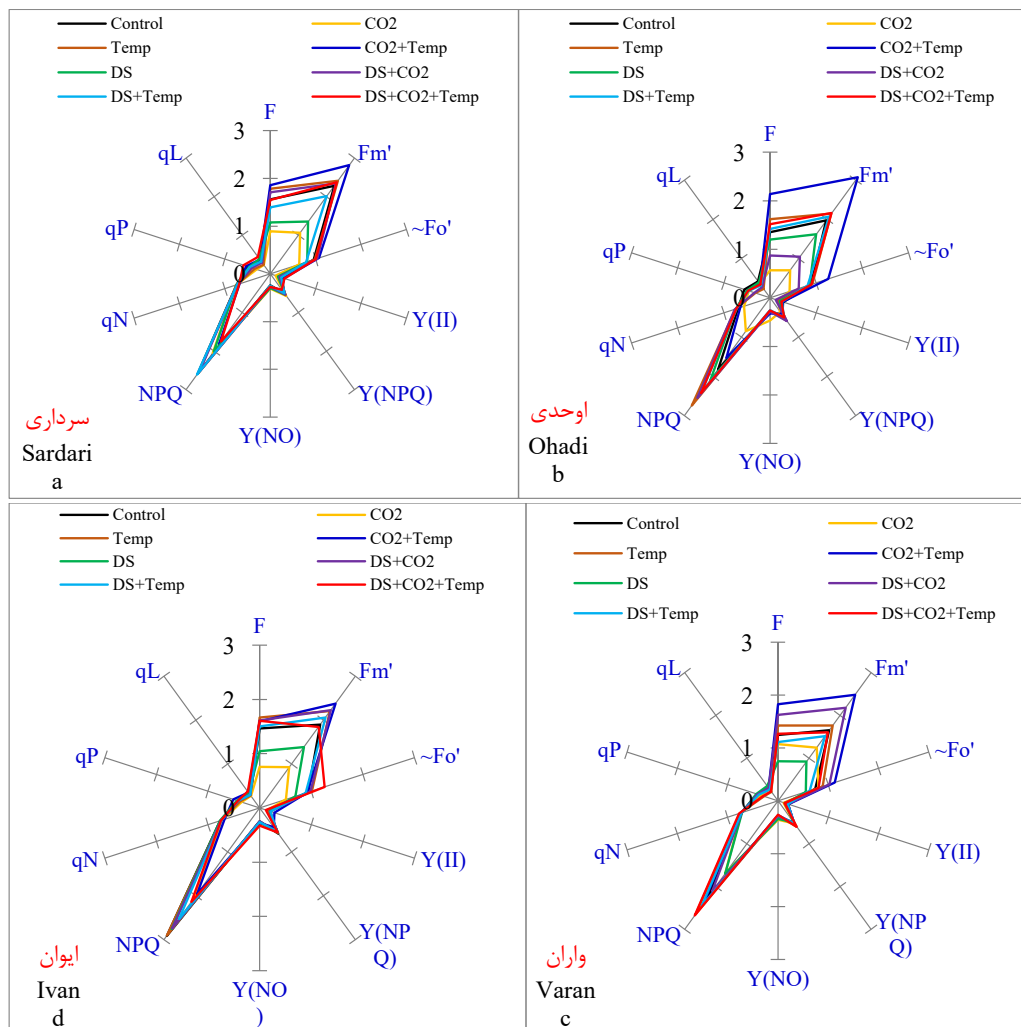 Control CO2
Temp CO2+Temp
DS DS+CO2
DS+Temp DS+CO2+Temp
F
3
Fm'
qL
2
1
qP
~Fo'
0
qN
Y(II)
NPQ
Y(NPQ)
Y(NO)
سرداری
Sardari
a
Control CO2
Temp CO2+Temp
DS DS+CO2
DS+Temp DS+CO2+Temp
F
3
Fm'
qL
2
1
qP
~Fo'
0
qN
Y(II)
NPQ
Y(NPQ)
Y(NO)
اوحدی
Ohadi
b
Control CO2
Temp CO2+Temp
DS DS+CO2
DS+Temp DS+CO2+Temp
F
3
Fm'
qL
2
1
qP
~Fo'
0
qN
Y(II)
NPQ
Y(NP
Q)
Y(NO
)
ایوان
Ivan
d
Control CO2
Temp CO2+Temp
DS DS+CO2
DS+Temp DS+CO2+Temp
F
3
Fm'
qL
2
1
qP
~Fo'
0
qN
Y(II)
NPQ
Y(NP
Q)
Y(NO)
واران
Varan
c